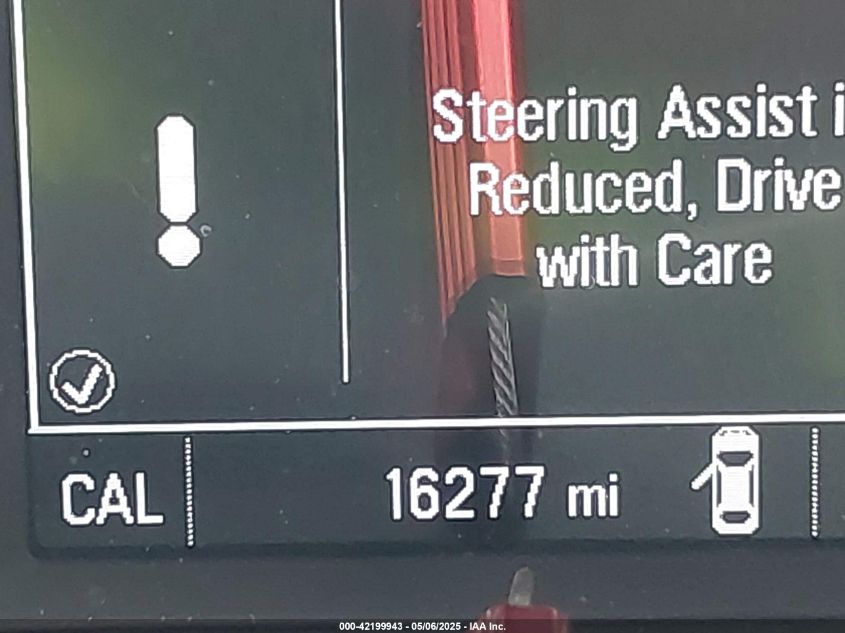 Steering Assist i
Reduced, Drive
with Care
CAL
16277 mi
000-42199943 - 05/06/2025 - IAA Inc.